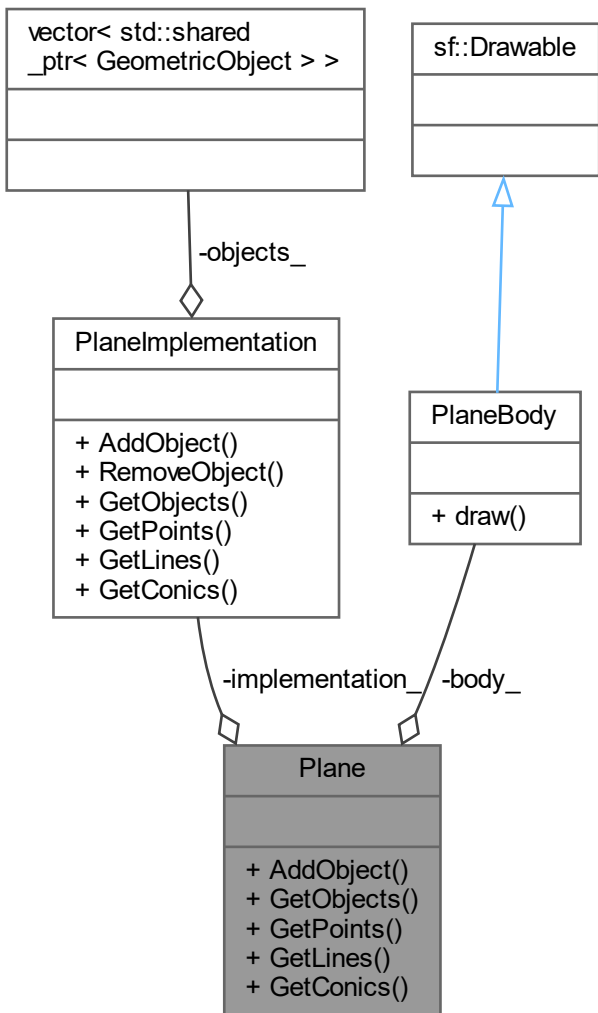 vector< std::shared
_ptr< GeometricObject > >
sf::Drawable
-objects_
PlaneImplementation
+ AddObject()
+ RemoveObject()
+ GetObjects()
+ GetPoints()
+ GetLines()
+ GetConics()
PlaneBody
+ draw()
-implementation_
-body_
Plane
+ AddObject()
+ GetObjects()
+ GetPoints()
+ GetLines()
+ GetConics()